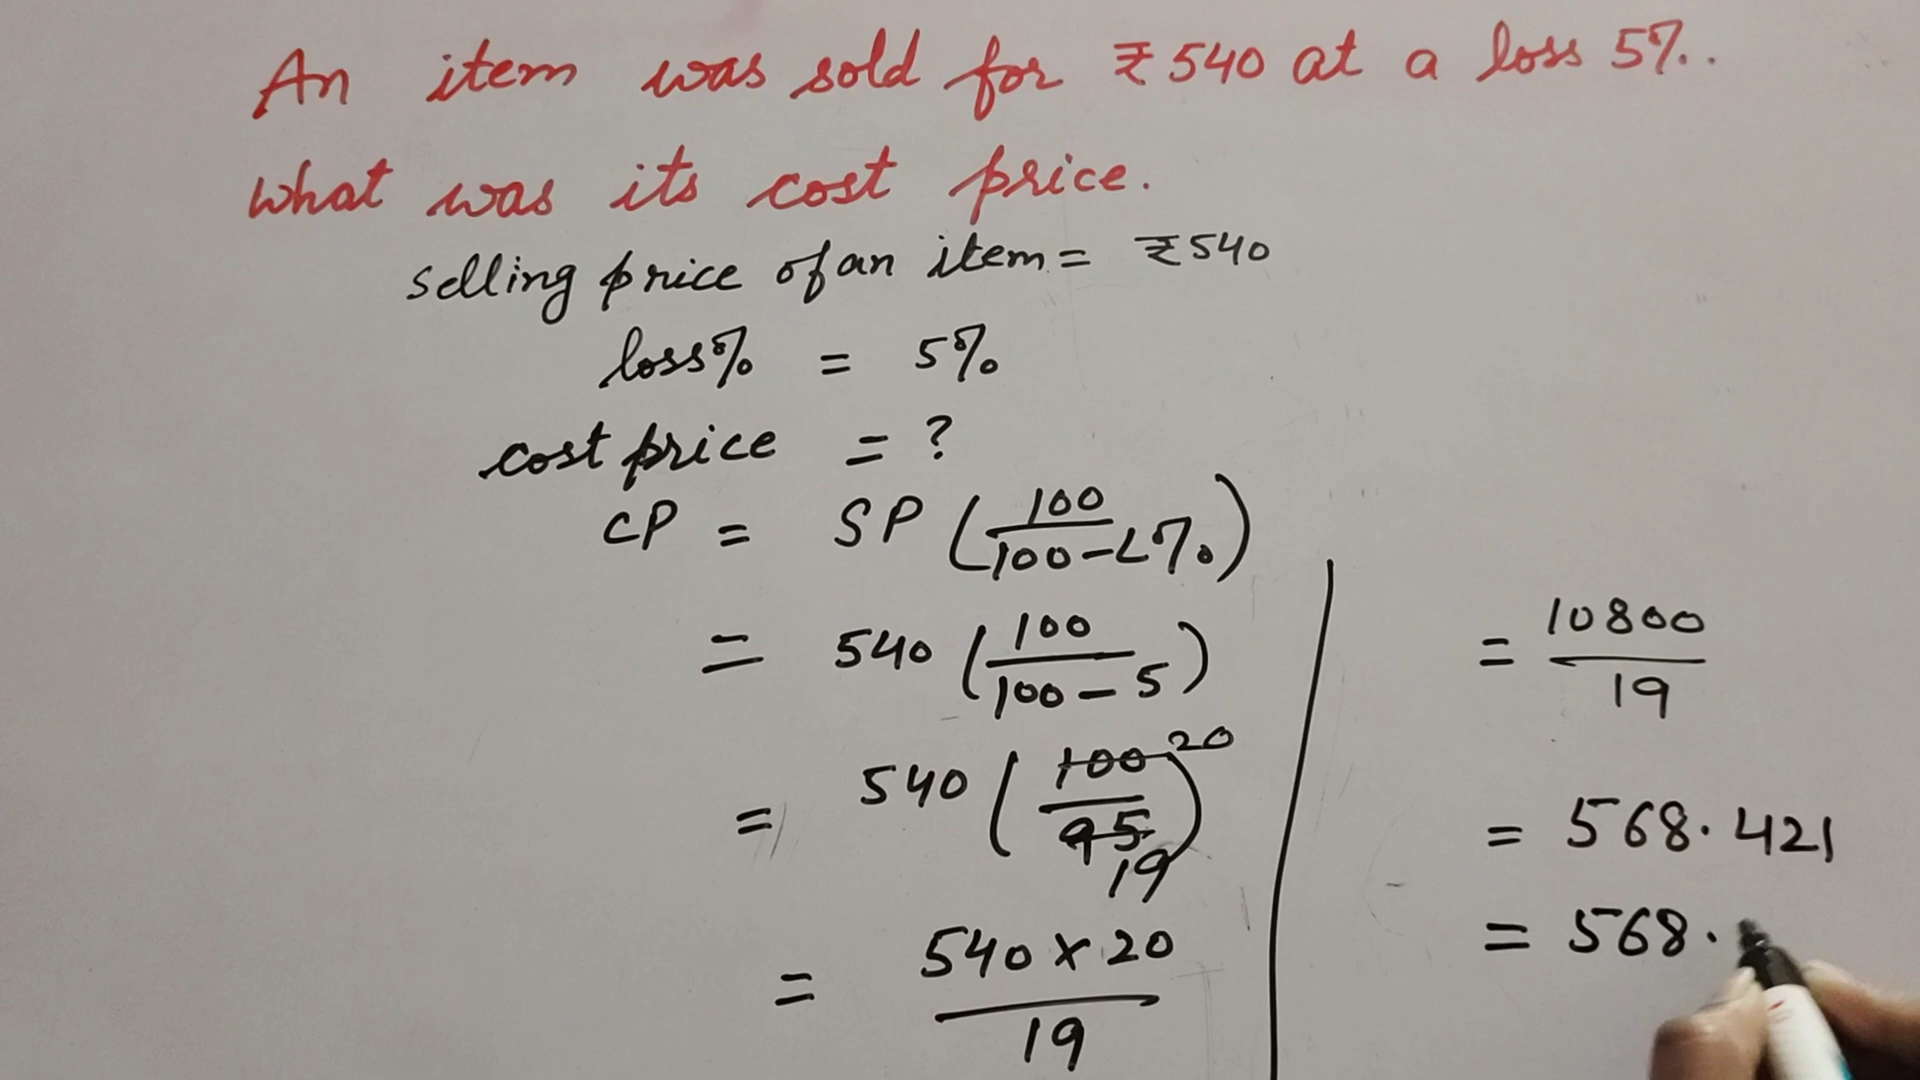 An item was sold for ₹540 at a loss 5%.
what was its cost price.
selling price of an item = ₹540
loss% = 5%
cost price = ?
CP = SP (100/100-L%)
= 540 (100/100-5)
= 540 (100/95) 20 19
= 540 x 20/19
= 10800/19
= 568.421
= 568.